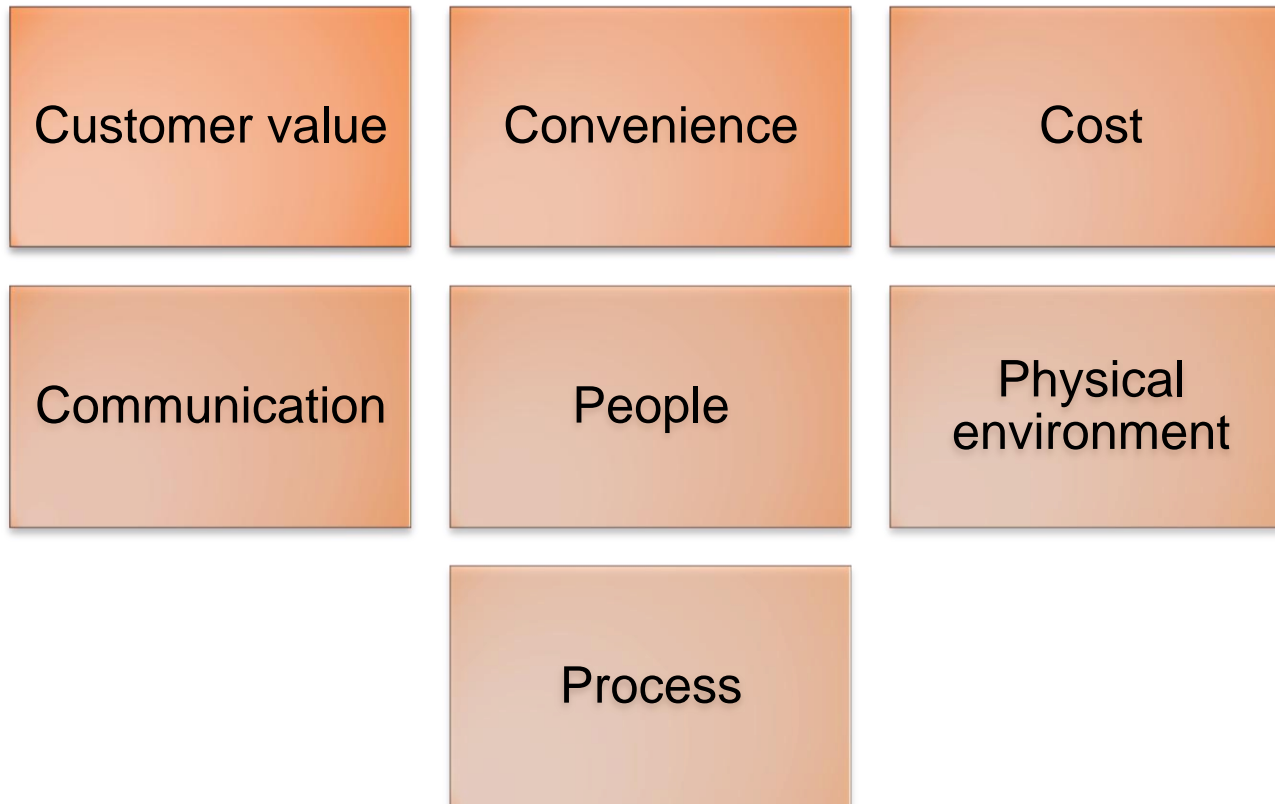 Customer value
Convenience
Cost
Communication
People
Physical
environment
Process